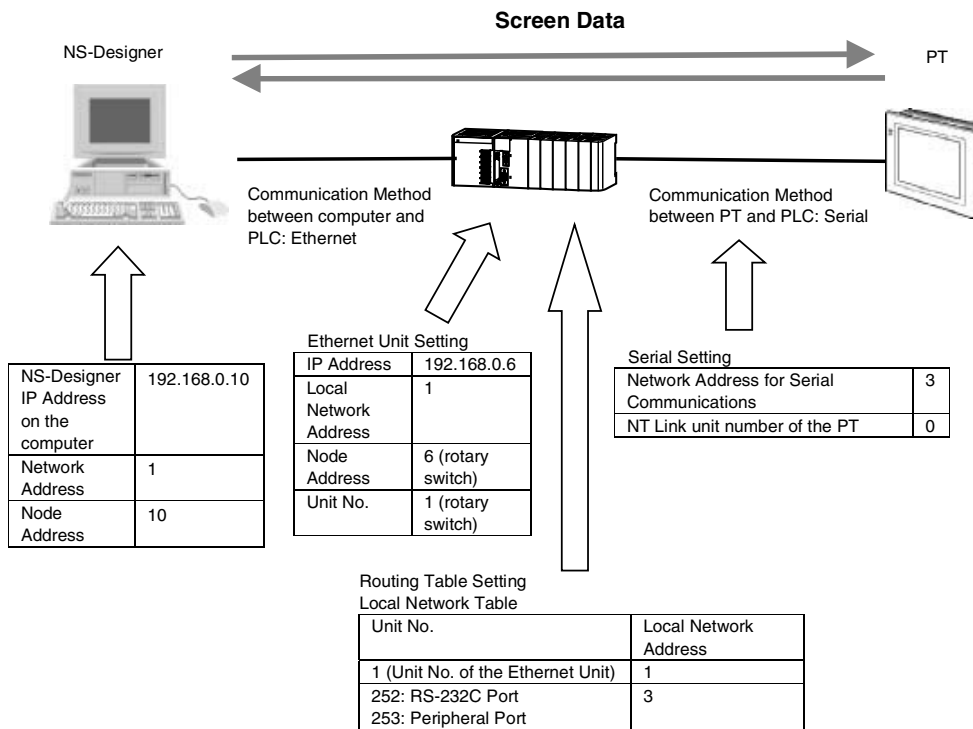 Screen Data
NS-Designer
PT
Communication Method
between computer and
PLC: Ethernet
Communication Method
between PT and PLC: Serial
NS-Designer
IP Address
on the
computer
192.168.0.10
Network
Address
1
Node
Address
10
Ethernet Unit Setting
IP Address
192.168.0.6
Local
Network
Address
1
Node
Address
6 (rotary
switch)
Unit No.
1 (rotary
switch)
Serial Setting
Network Address for Serial
Communications
3
NT Link unit number of the PT
0
Routing Table Setting
Local Network Table
Unit No.
Local Network
Address
1 (Unit No. of the Ethernet Unit)
1
252: RS-232C Port
253: Peripheral Port
3